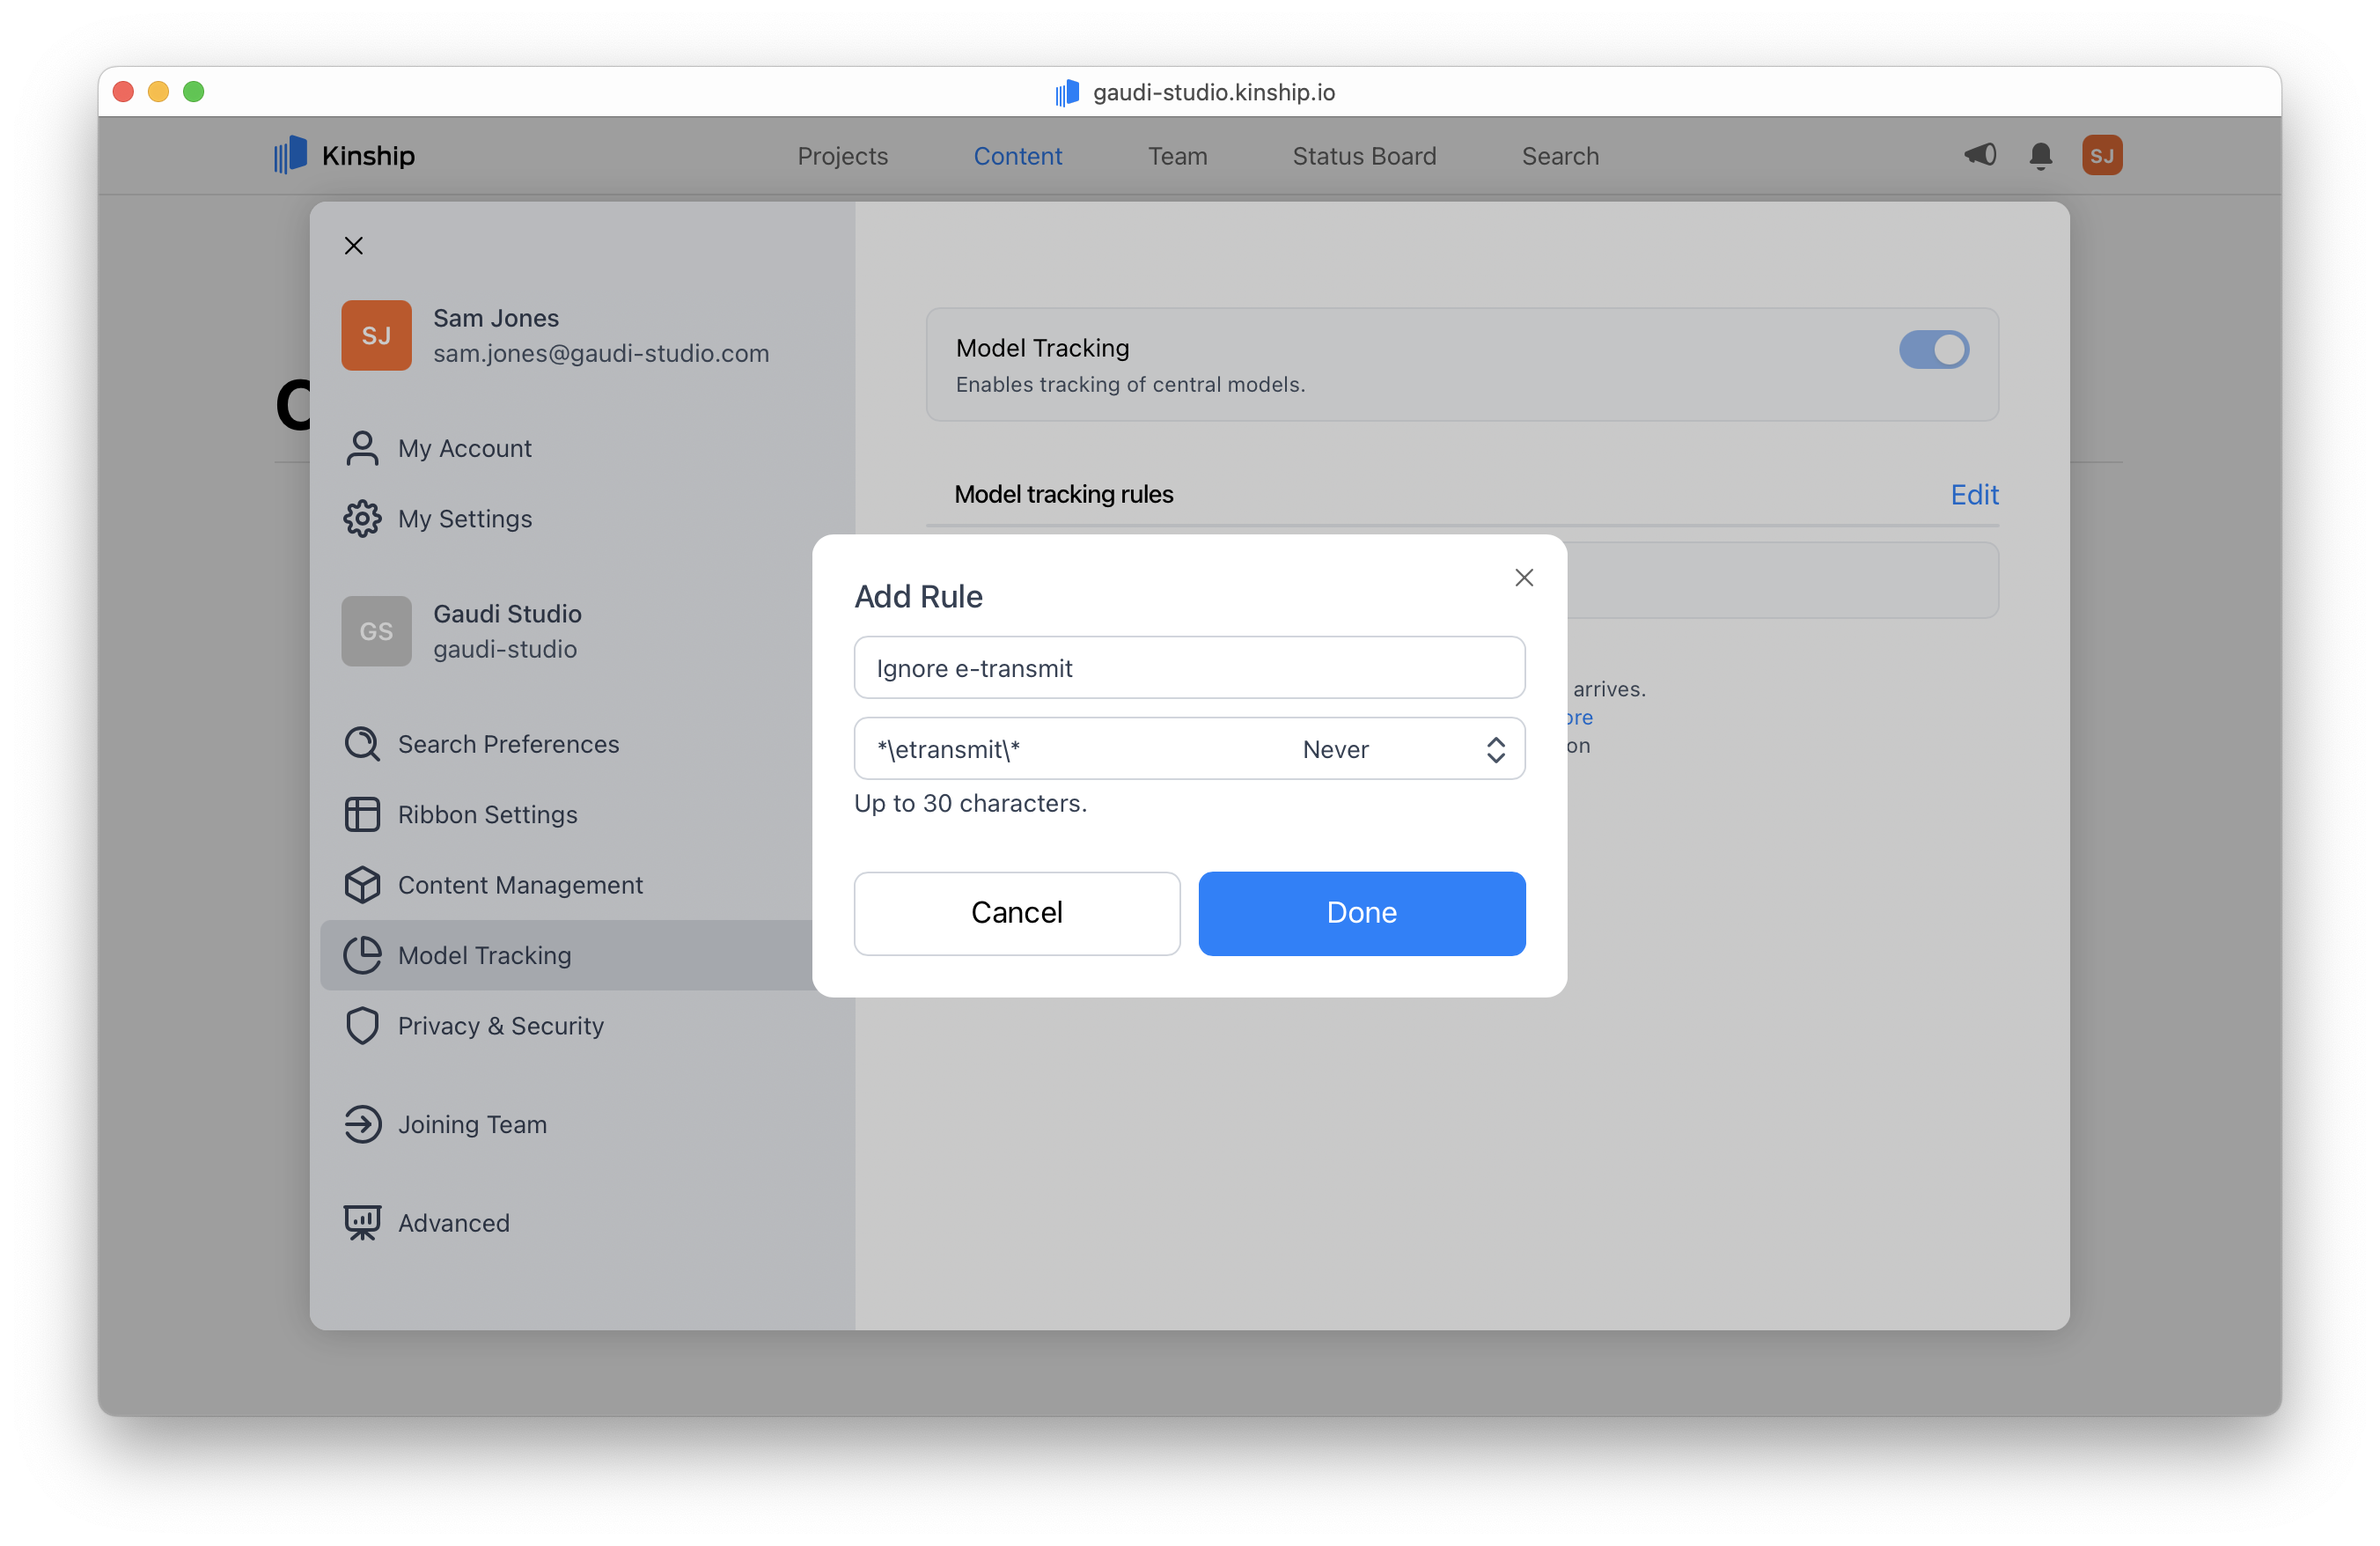 gaudi-studio.kinship.io
Kinship
Projects
Content
Team
Status Board
Search
SJ
SJ
Sam Jones
sam.jones@gaudi-studio.com
My Account
My Settings
GS
Gaudi Studio
gaudi-studio
Search Preferences
Ribbon Settings
Content Management
Model Tracking
Privacy & Security
Joining Team
Advanced
Model Tracking
Enables tracking of central models.
Model tracking rules
Edit
arrives.
on
Add Rule
Ignore e-transmit
*\etransmit\*
Never
Up to 30 characters.
Cancel
Done